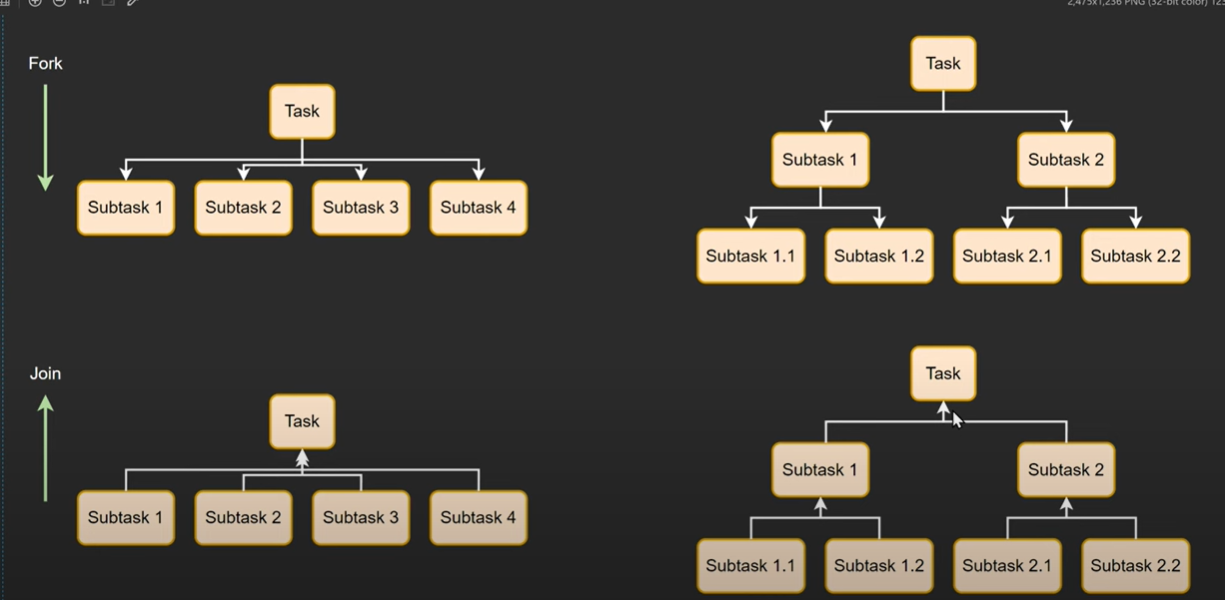 2,475x1,236 PNG (32-bit color)
Fork
Task
Subtask 1
Subtask 2
Subtask 3
Subtask 4
Task
Subtask 1
Subtask 2
Subtask 1.1
Subtask 1.2
Subtask 2.1
Subtask 2.2
Join
Task
Subtask 1
Subtask 2
Subtask 3
Subtask 4
Task
Subtask 1
Subtask 2
Subtask 1.1
Subtask 1.2
Subtask 2.1
Subtask 2.2